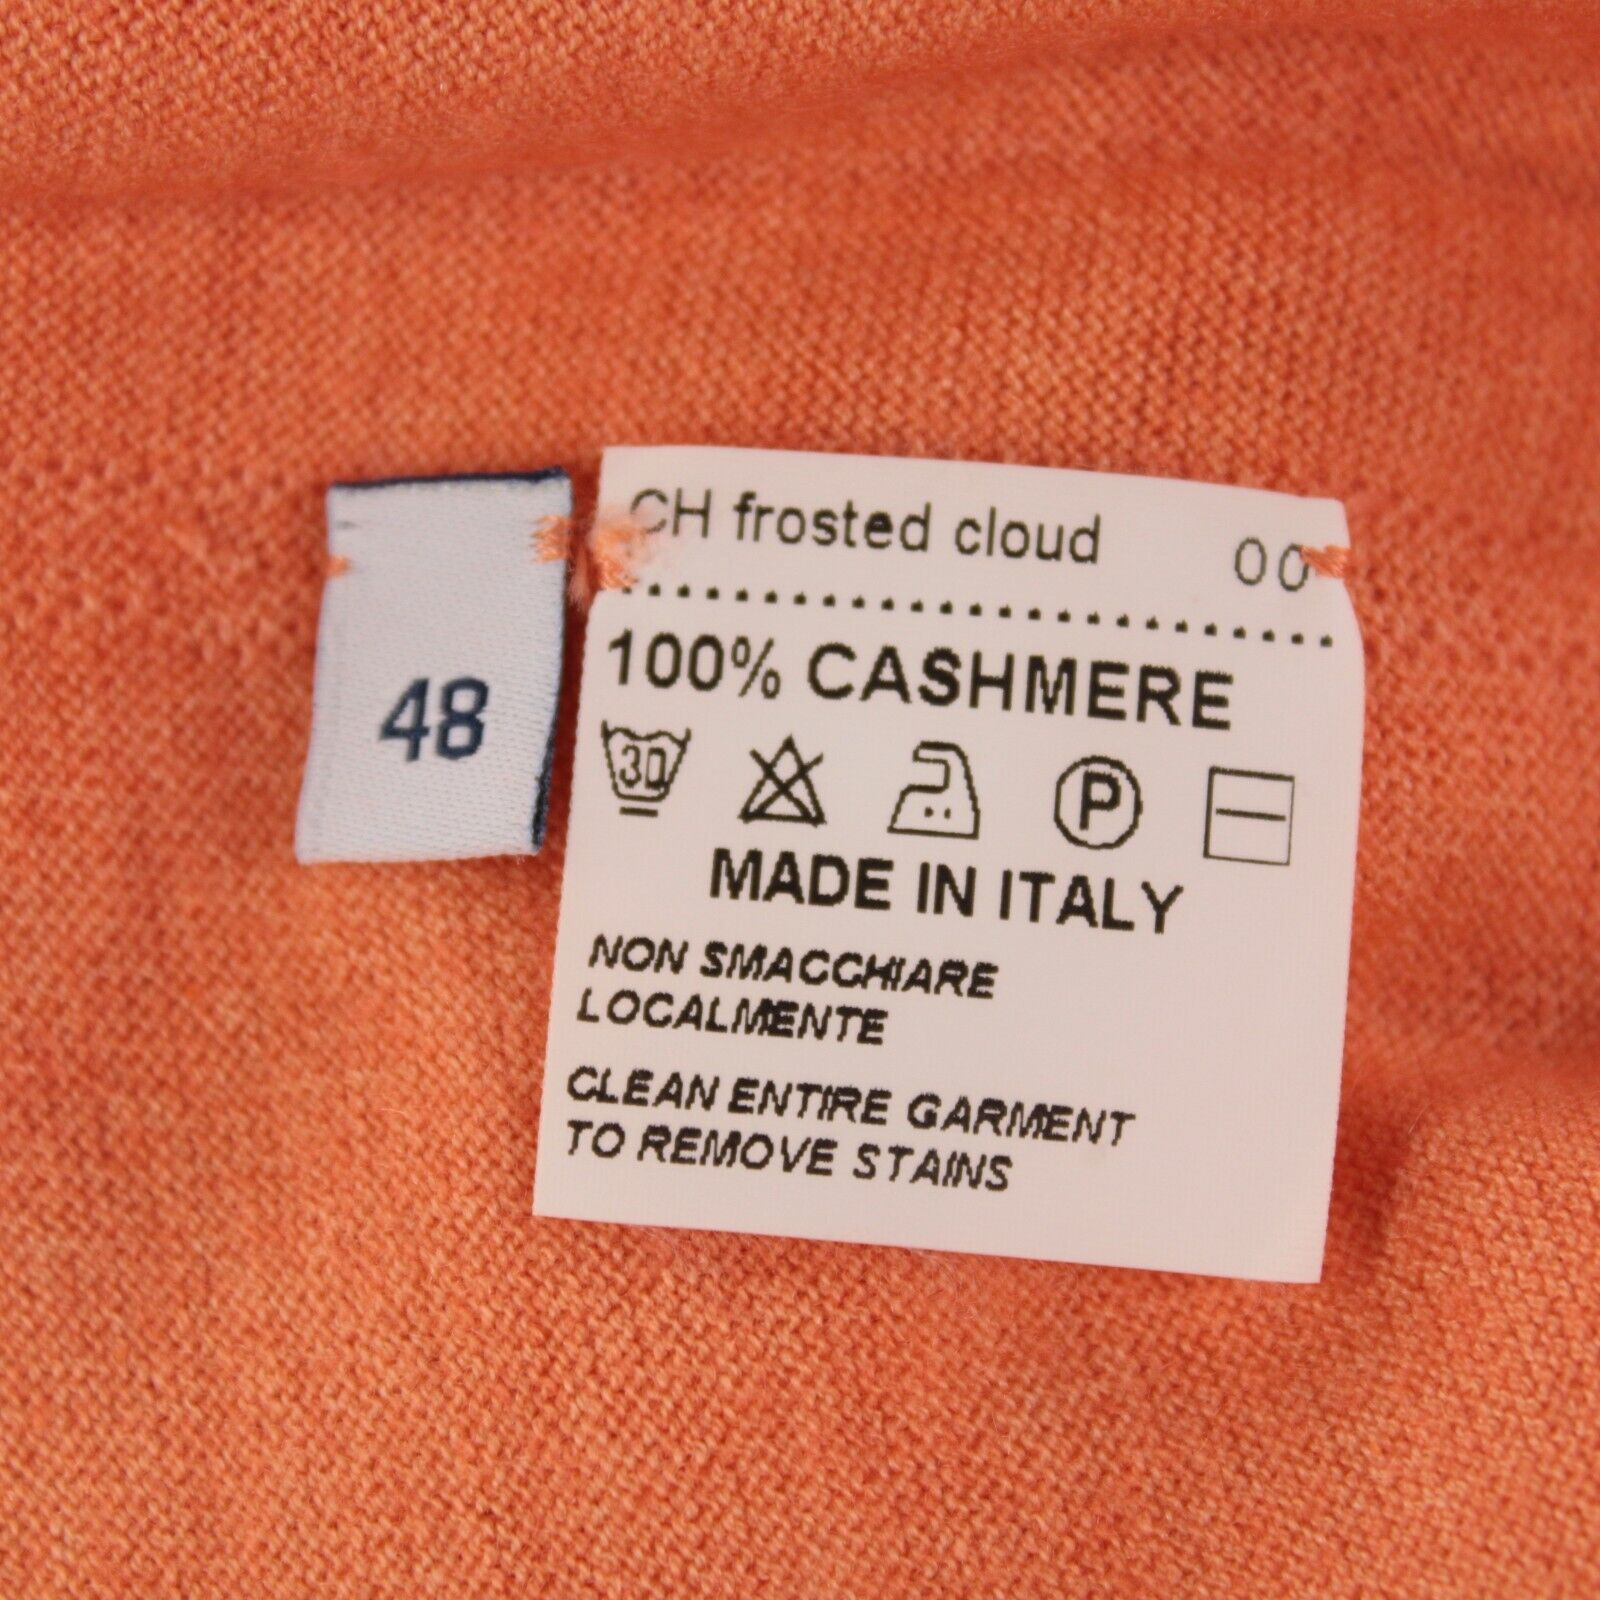 48
CH frosted cloud 00
100% CASHMERE
30 P
MADE IN ITALY
NON SMACCHIARE
LOCALMENTE
CLEAN ENTIRE GARMENT
TO REMOVE STAINS